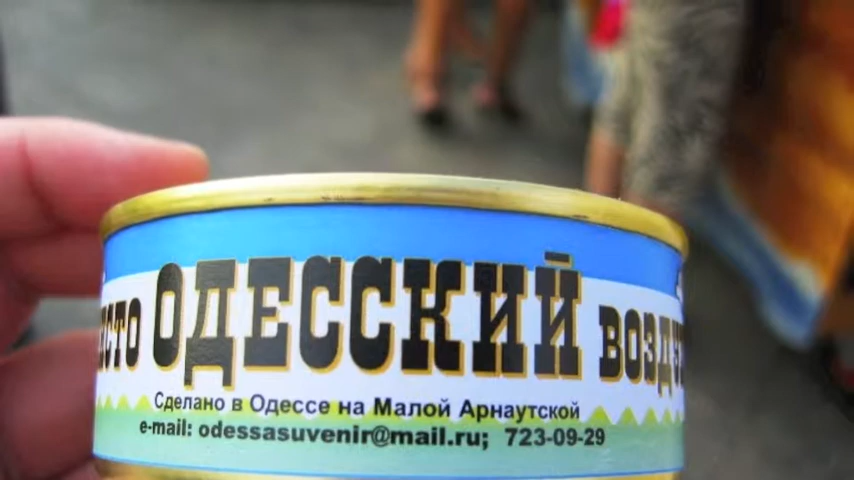 ОДЕССКИЙ
Сделано в Одессе на Малой Арнаутской
e-mail: odessasuvenir@mail.ru; 723-09-29